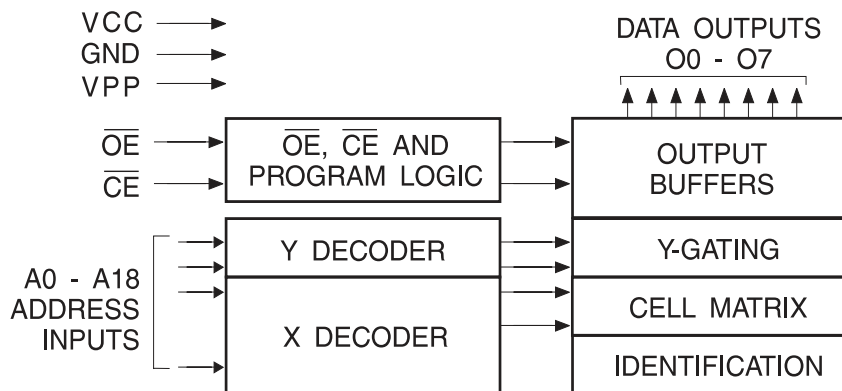 VCC
GND
VPP
OE
CE
OE, CE AND
PROGRAM LOGIC
DATA OUTPUTS
O0 - O7
OUTPUT
BUFFERS
A0 - A18
ADDRESS
INPUTS
Y DECODER
X DECODER
Y-GATING
CELL MATRIX
IDENTIFICATION